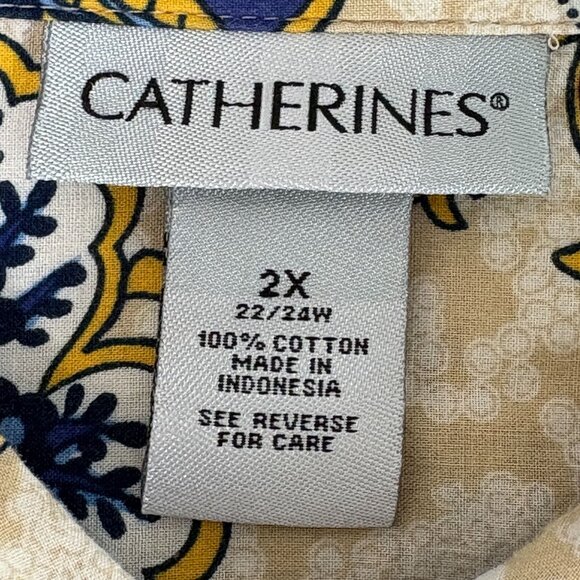 CATHERINES®
2X
22/24W
100% COTTON
MADE IN
INDONESIA
SEE REVERSE
FOR CARE